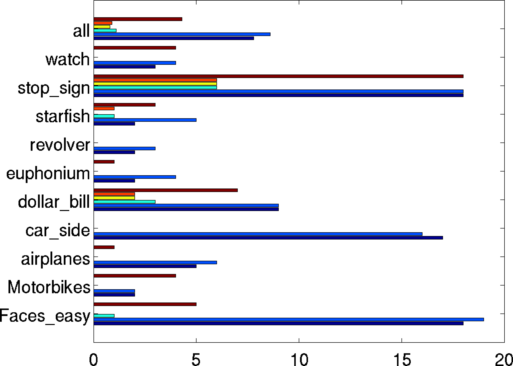 all
watch
stop_sign
starfish
revolver
euphonium
dollar_bill
car_side
airplanes
Motorbikes
Faces_easy
0 5 10 15 20